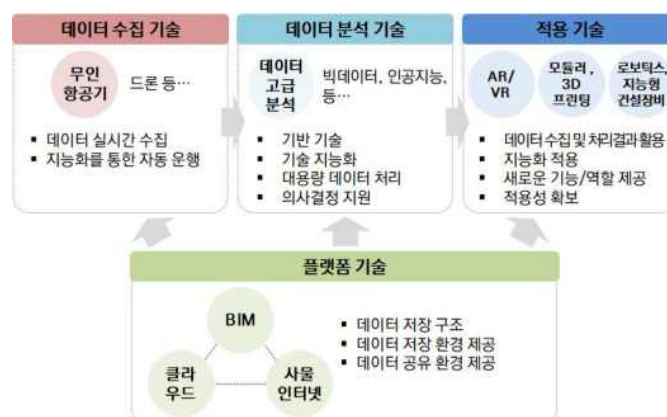 데이터 수집 기술
무인
항공기
드론 등…
▪ 데이터 실시간 수집
▪ 지능화를 통한 자동 운행
데이터 분석 기술
데이터
고급
분석
빅데이터, 인공지능,
등…
▪ 기반 기술
▪ 기술 지능화
▪ 대용량 데이터 처리
▪ 의사결정 지원
적용 기술
AR/
VR
모듈러,
3D
프린팅
로보틱스,
지능형
건설장비
▪ 데이터 수집 및 처리결과 활용
▪ 지능화 적용
▪ 새로운 기능/역할 제공
▪ 적용성 확보
플랫폼 기술
BIM
클라
우드
사물
인터넷
▪ 데이터 저장 구조
▪ 데이터 저장 환경 제공
▪ 데이터 공유 환경 제공